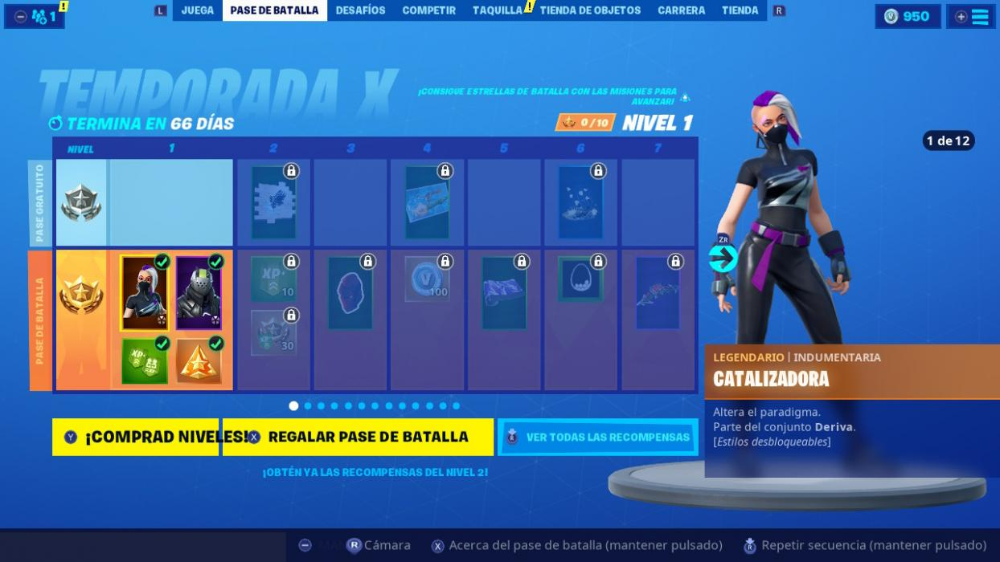 1
L
JUEGA
PASE DE BATALLA
DESAFÍOS
COMPETIR
TAQUILLA
TIENDA DE OBJETOS
CARRERA
TIENDA
R
950
TEMPORADA X
TERMINA EN 66 DÍAS
¡CONSIGUE ESTRELLAS DE BATALLA CON LAS MISIONES PARA
AVANZAR!
0/10
NIVEL 1
1 de 12
NIVEL
1
2
3
4
5
6
7
PASE GRATUITO
PASE DE BATALLA
XP+
10
30
100
XP+
ZR
LEGENDARIO | INDUMENTARIA
CATALIZADORA
Altera el paradigma.
Parte del conjunto Deriva.
[Estilos desbloqueables]
Y ¡COMPRAD NIVELES!
X REGALAR PASE DE BATALLA
R VER TODAS LAS RECOMPENSAS
¡OBTÉN YA LAS RECOMPENSAS DEL NIVEL 2!
R Cámara
X Acerca del pase de batalla (mantener pulsado)
R Repetir secuencia (mantener pulsado)